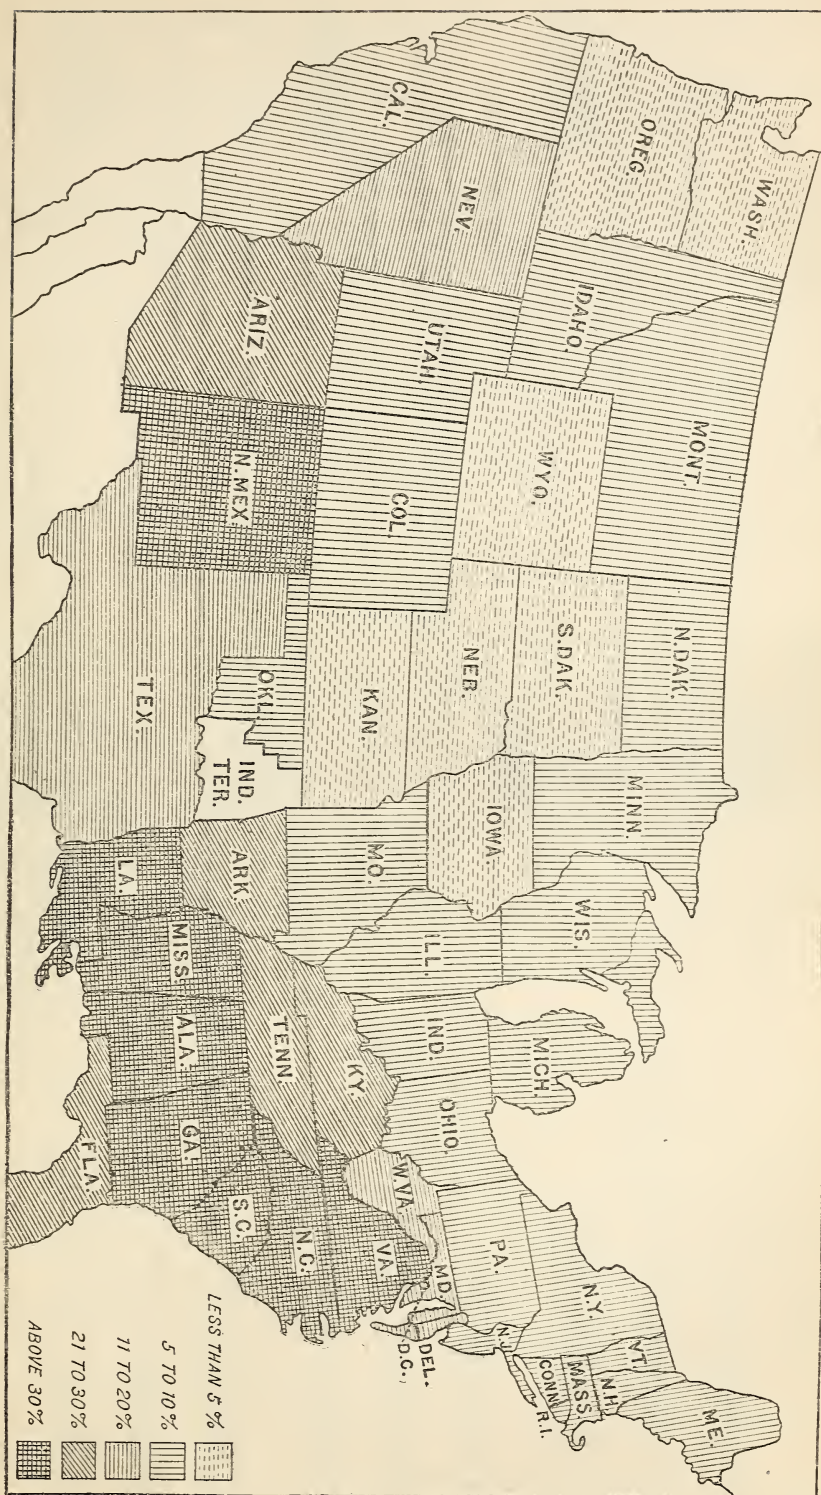 WASH.
OREG.
CAL.
NEV.
IDAHO.
MONT.
WYO.
UTAH.
COL.
ARIZ.
N.MEX.
N.DAK.
S.DAK.
NEB.
KAN.
OKL.
IND.
TER.
TEX.
MINN.
IOWA
MO.
ARK.
LA.
WIS.
ILL.
MICH.
IND.
OHIO.
KY.
TENN.
MISS.
ALA.
GA.
FLA.
S.C.
N.C.
VA.
W.VA.
MD.
DEL.
D.C.,
PA.
N.J.
N.Y.
CONN.
R.I.
MASS.
VT.
N.H.
ME.
LESS THAN 5%
5 TO 10%
11 TO 20%
21 TO 30%
ABOVE 30%